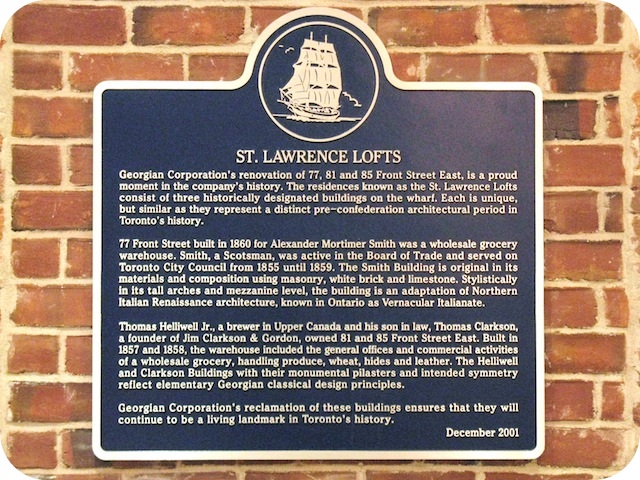 ST. LAWRENCE LOFTS
Georgian Corporation's renovation of 77, 81 and 85 Front Street East, is a proud
moment in the company's history. The residences known as the St. Lawrence Lofts
consist of three historically designated buildings on the wharf. Each is unique,
but similar as they represent a distinct pre-confederation architectural period in
Toronto's history.
77 Front Street built in 1860 for Alexander Mortimer Smith was a wholesale grocery
warehouse. Smith, a Scotsman, was active in the Board of Trade and served on
Toronto City Council from 1855 until 1859. The Smith Building is original in its
materials and composition using masonry, white brick and limestone. Stylistically
in its tall arches and mezzanine level, the building is an adaptation of Northern
Italian Renaissance architecture, known in Ontario as Vernacular Italianate.
Thomas Helliwell Jr., a brewer in Upper Canada and his son in law, Thomas Clarkson,
a founder of Jim Clarkson & Gordon, owned 81 and 85 Front Street East. Built in
1857 and 1858, the warehouse included the general offices and commercial activities
of a wholesale grocery, handling produce, wheat, hides and leather. The Helliwell
and Clarkson Buildings with their monumental pilasters and intended symmetry
reflect elementary Georgian classical design principles.
Georgian Corporation's reclamation of these buildings ensures that they will
continue to be a living landmark in Toronto's history.
December 2001